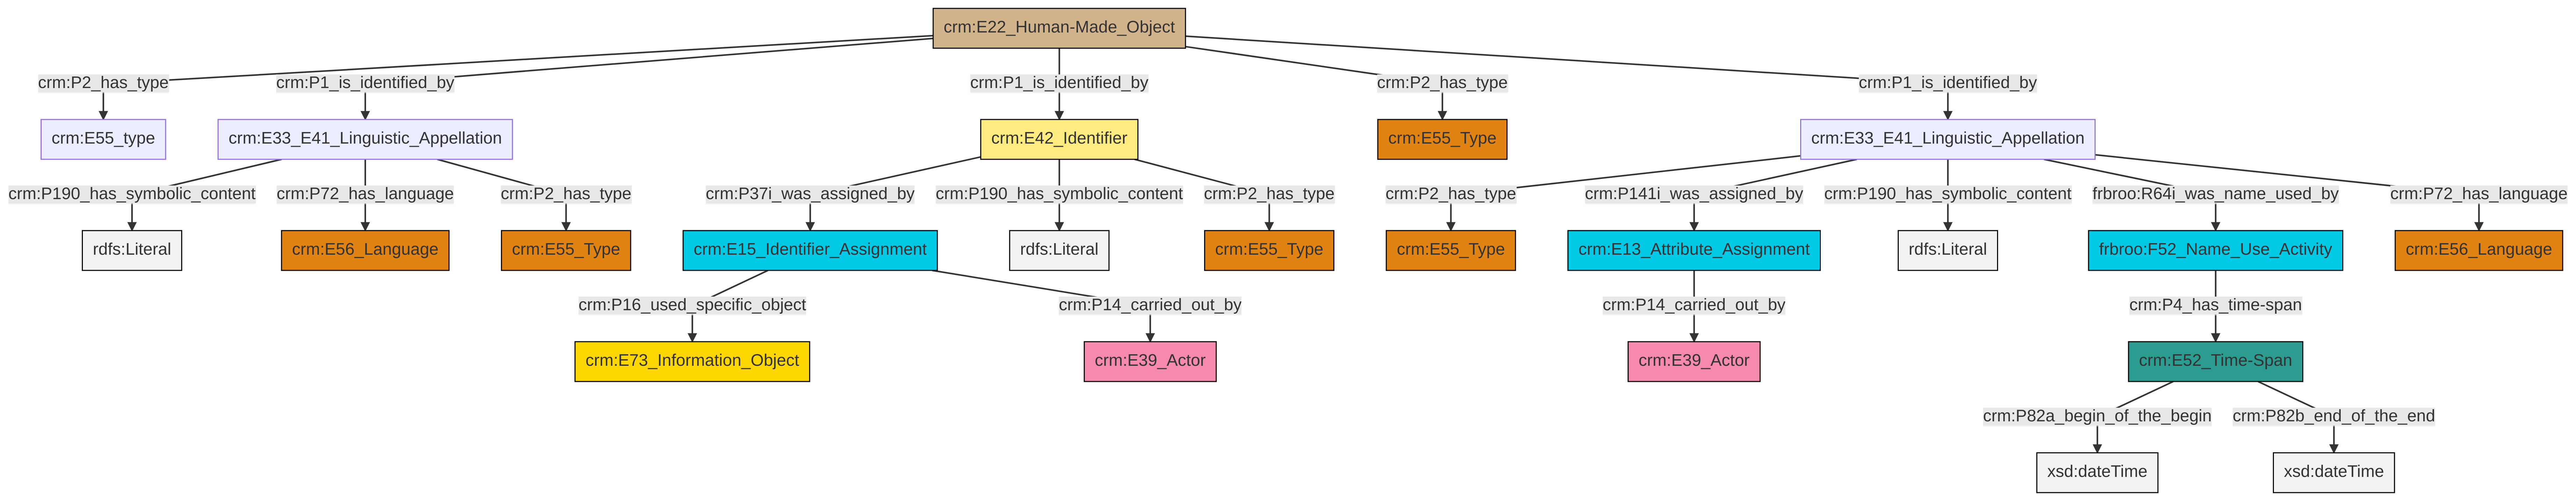 crm:E22_Human-Made_Object
crm:P2_has_type
crm:P1_is_identified_by
crm:P1_is_identified_by
crm:P2_has_type
crm:P1_is_identified_by
crm:E55_type
crm:E33_E41_Linguistic_Appellation
crm:E42_Identifier
crm:E55_Type
crm:E33_E41_Linguistic_Appellation
crm:P190_has_symbolic_content
crm:P72_has_language
crm:P2_has_type
crm:P37i_was_assigned_by
crm:P190_has_symbolic_content
crm:P2_has_type
crm:P2_has_type
crm:P141i_was_assigned_by
crm:P190_has_symbolic_content
frbroo:R64i_was_name_used_by
crm:P72_has_language
rdfs:Literal
crm:E56_Language
crm:E55_Type
crm:E15_Identifier_Assignment
rdfs:Literal
crm:E55_Type
crm:E55_Type
crm:E13_Attribute_Assignment
rdfs:Literal
frbroo:F52_Name_Use_Activity
crm:E56_Language
crm:P16_used_specific_object
crm:P14_carried_out_by
crm:P14_carried_out_by
crm:P4_has_time-span
crm:E73_Information_Object
crm:E39_Actor
crm:E39_Actor
crm:E52_Time-Span
crm:P82a_begin_of_the_begin
crm:P82b_end_of_the_end
xsd:dateTime
xsd:dateTime